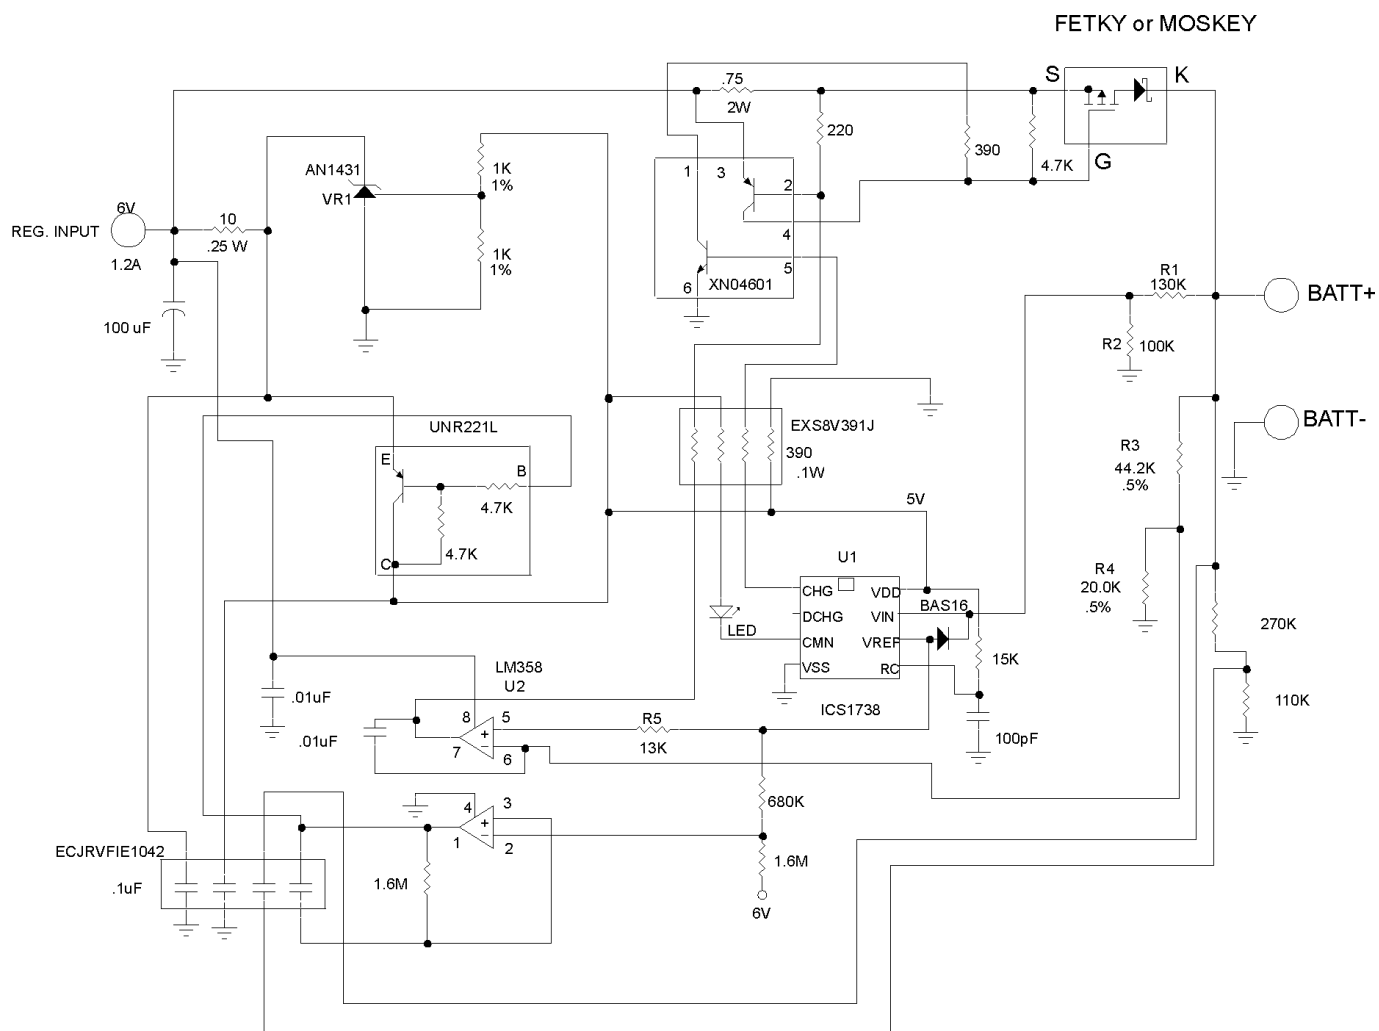 FETKY or MOSKEY
S
K
G
.75
2W
220
390
4.7K
1
3
2
4
5
6
XN04601
AN1431
VR1
1K
1%
1K
1%
6V
REG. INPUT
1.2A
10
.25 W
100 uF
R1
130K
R2
100K
BATT+
BATT-
R3
44.2K
.5%
R4
20.0K
.5%
270K
110K
UNR221L
E
B
C
4.7K
4.7K
EXS8V391J
390
.1W
5V
U1
CHG
DCHG
CMN
VSS
VDD
VIN
VREF
RC
BAS16
LED
15K
ICS1738
100pF
LM358
U2
.01uF
.01uF
8
5
7
6
R5
13K
680K
4
3
1
2
1.6M
1.6M
6V
ECJRVFIE1042
.1uF